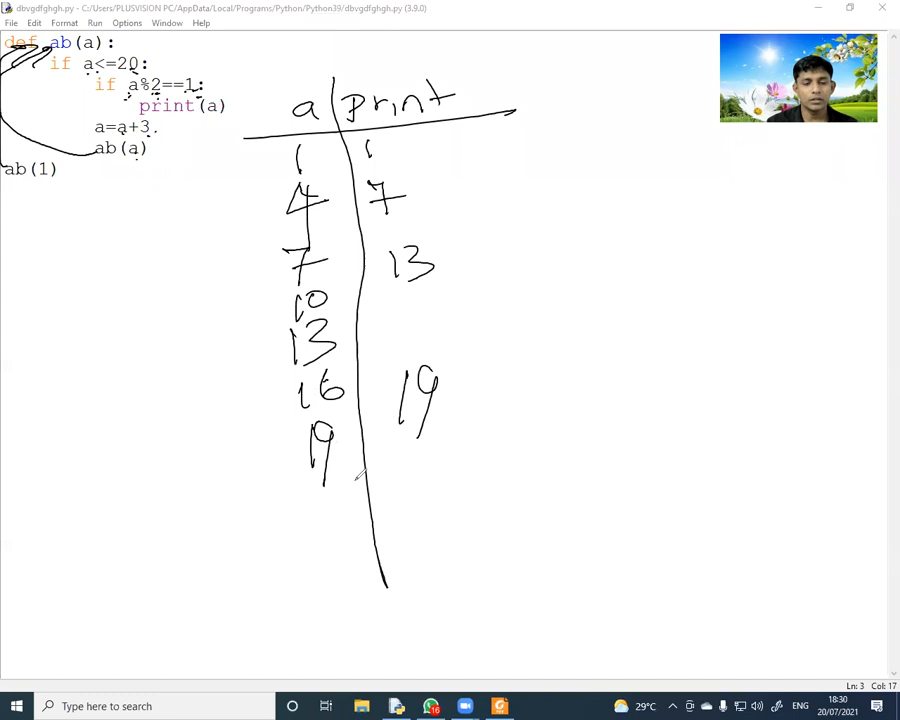 dbvgdfghgh.py - C:/Users/PLUSVISION PC/AppData/Local/Programs/Python/Python39/dbvgdfghgh.py (3.9.0)
File Edit Format Run Options Window Help
def ab(a):
if a<=20:
if a%2==1:
print(a)
a=a+3
ab(a)
ab(1)
a print
1 1
4 7
7 13
10
13
16 19
19
Ln: 3 Col: 17
Type here to search
16
29°C
ENG
18:30
20/07/2021